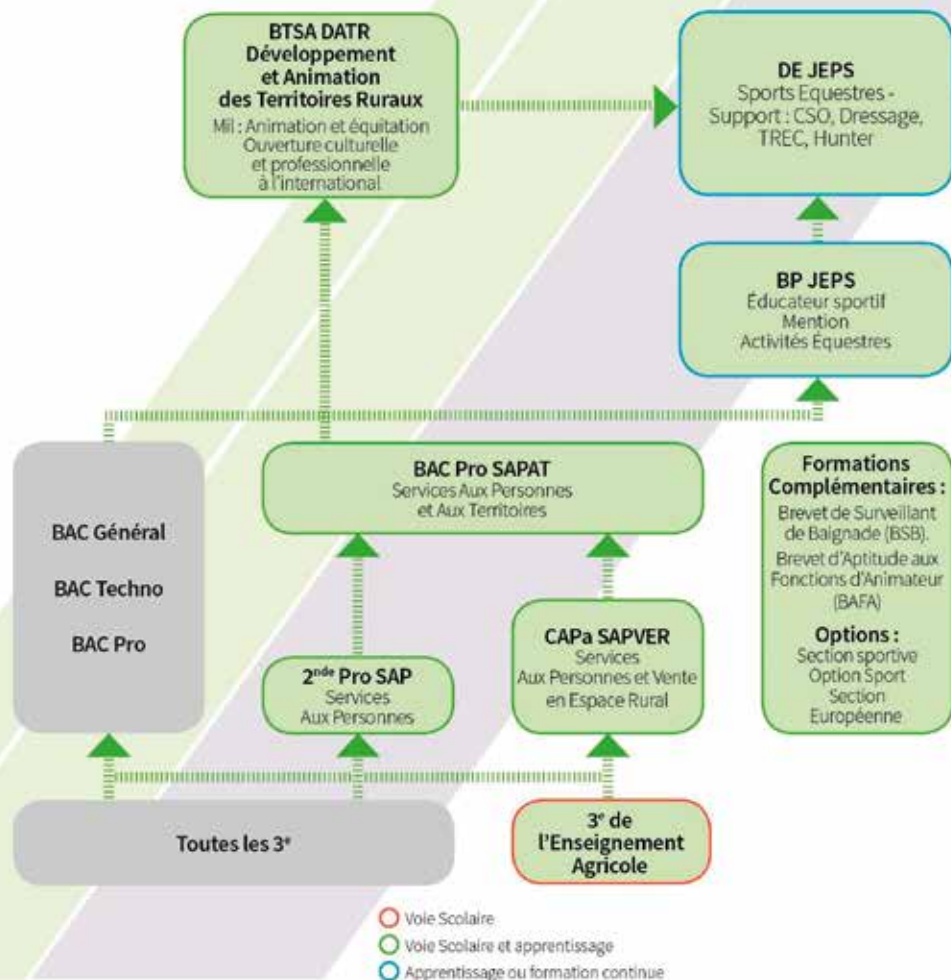 BTSA DATR
Développement
et Animation
des Territoires Ruraux
Mil : Animation et équitation
Ouverture culturelle
et professionnelle
à l'international
DE JEPS
Sports Equestres -
Support : CSO, Dressage,
TREC, Hunter
BP JEPS
Éducateur sportif
Mention
Activités Équestres
BAC Général
BAC Techno
BAC Pro
BAC Pro SAPAT
Services Aux Personnes
et Aux Territoires
Formations
Complémentaires :
Brevet de Surveillant
de Baignade (BSB).
Brevet d'Aptitude aux
Fonctions d'Animateur
(BAFA)
Options :
Section sportive
Option Sport
Section
Européenne
2nde Pro SAP
Services
Aux Personnes
CAPa SAPVER
Services
Aux Personnes et Vente
en Espace Rural
Toutes les 3e
3e de
l'Enseignement
Agricole
Voie Scolaire
Voie Scolaire et apprentissage
Apprentissage ou formation continue